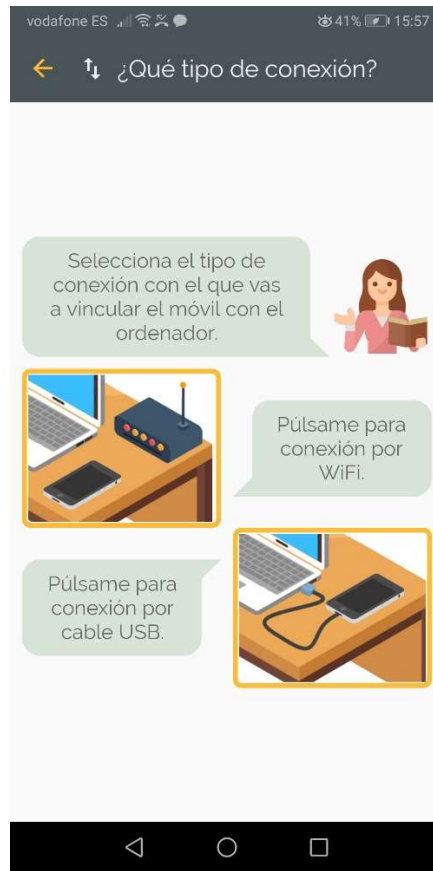 vodafone ES 41% 15:57
¿Qué tipo de conexión?
Selecciona el tipo de
conexión con el que vas
a vincular el móvil con el
ordenador.
Púlsame para
conexión por
WiFi.
Púlsame para
conexión por
cable USB.